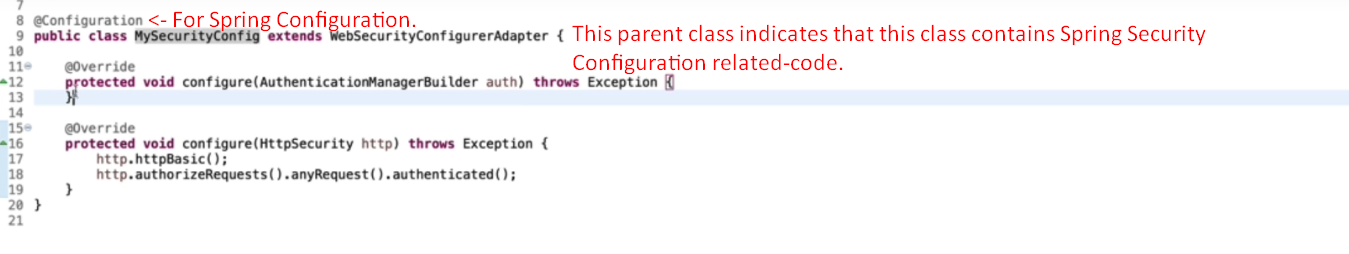 7
8 @Configuration <- For Spring Configuration.
9 public class MySecurityConfig extends WebSecurityConfigurerAdapter { This parent class indicates that this class contains Spring Security
Configuration related-code.
10
11 @Override
12 protected void configure(AuthenticationManagerBuilder auth) throws Exception {
13 }
14
15 @Override
16 protected void configure(HttpSecurity http) throws Exception {
17 http.httpBasic();
18 http.authorizeRequests().anyRequest().authenticated();
19 }
20 }
21